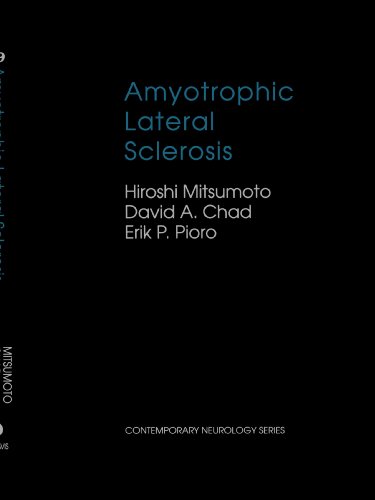 Amyotrophic
Lateral
Sclerosis
Hiroshi Mitsumoto
David A. Chad
Erik P. Pioro
CONTEMPORARY NEUROLOGY SERIES
MITSUMOTO